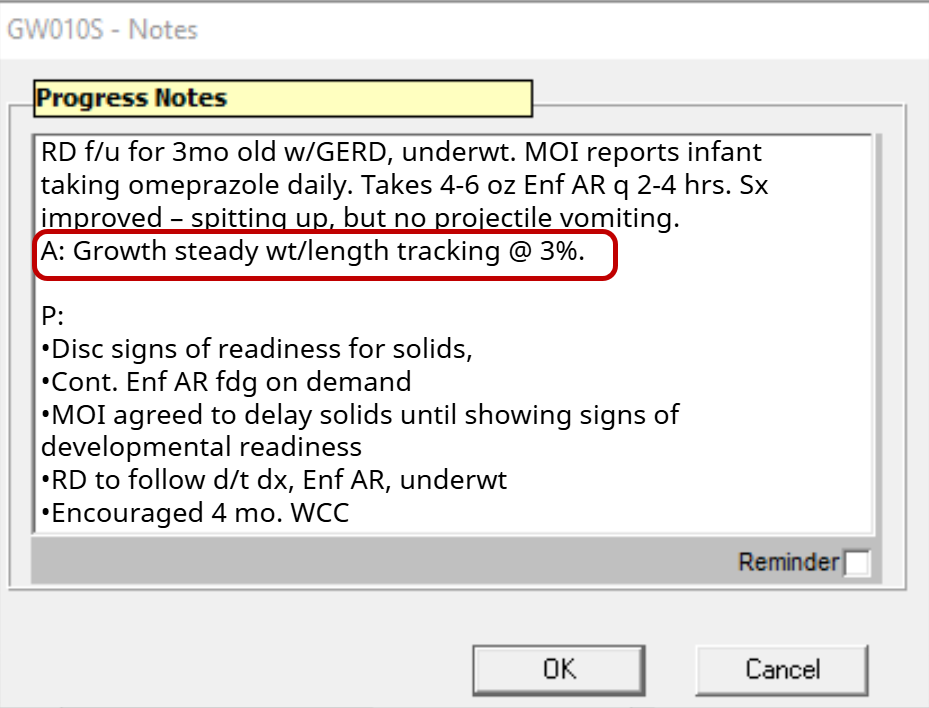 GW010S - Notes
Progress Notes
RD f/u for 3mo old w/GERD, underwt. MOI reports infant
taking omeprazole daily. Takes 4-6 oz Enf AR q 2-4 hrs. Sx
improved – spitting up, but no projectile vomiting.
A: Growth steady wt/length tracking @ 3%.
P:
•Disc signs of readiness for solids,
•Cont. Enf AR fdg on demand
•MOI agreed to delay solids until showing signs of
developmental readiness
•RD to follow d/t dx, Enf AR, underwt
•Encouraged 4 mo. WCC
Reminder
OK
Cancel